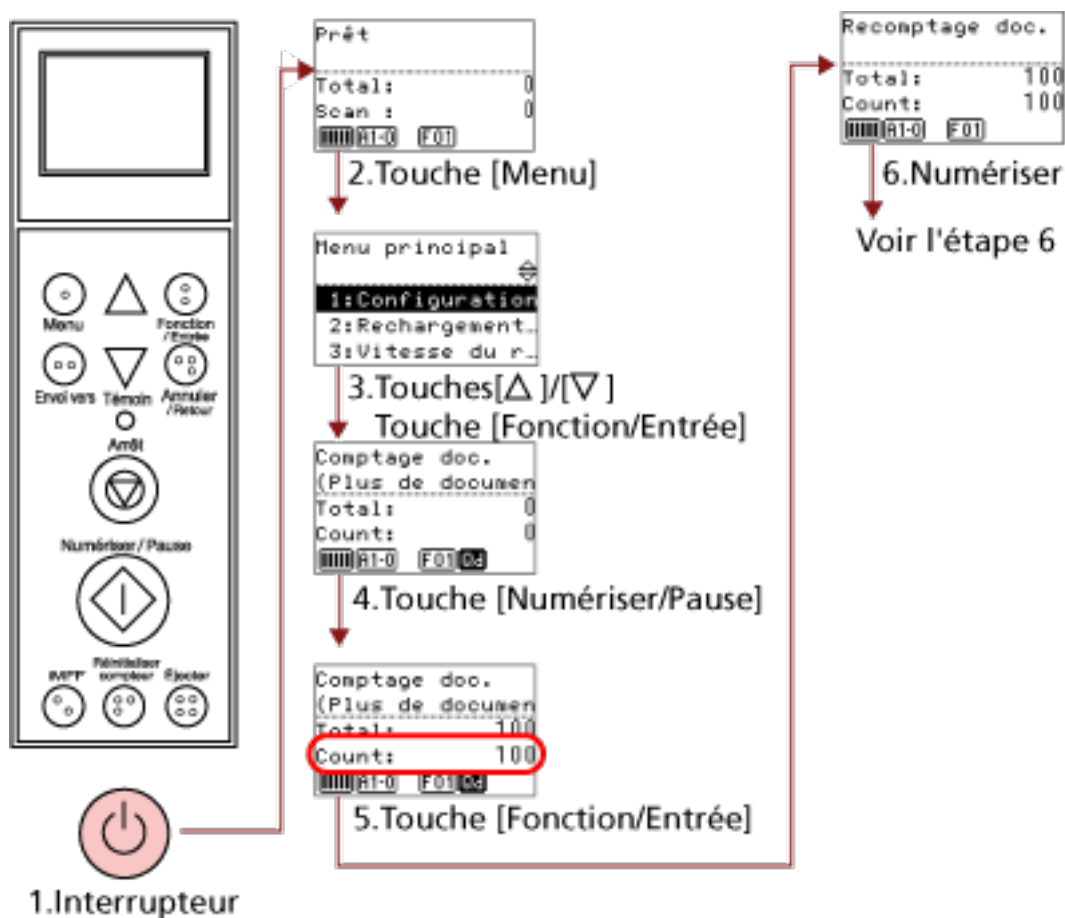 Menu
Fonction
/Entrée
Envoi vers
Témoin
Annuler
/Retour
Arrêt
Numériser / Pause
IMPP
Réinitialiser
compteur
Éjecter
1.Interrupteur
Prêt
Total: 0
Scan : 0
A1-0 F01
2.Touche [Menu]
Menu principal
1:Configuration
2:Rechargement…
3:Vitesse du r…
3.Touches[△ ]/[▽ ]
Touche [Fonction/Entrée]
Comptage doc.
(Plus de documen
Total: 0
Count: 0
A1-0 F01
4.Touche [Numériser/Pause]
Comptage doc.
(Plus de documen
Total: 100
Count: 100
A1-0 F01
5.Touche [Fonction/Entrée]
Recomptage doc.
Total: 100
Count: 100
A1-0 F01
6.Numériser
Voir l'étape 6